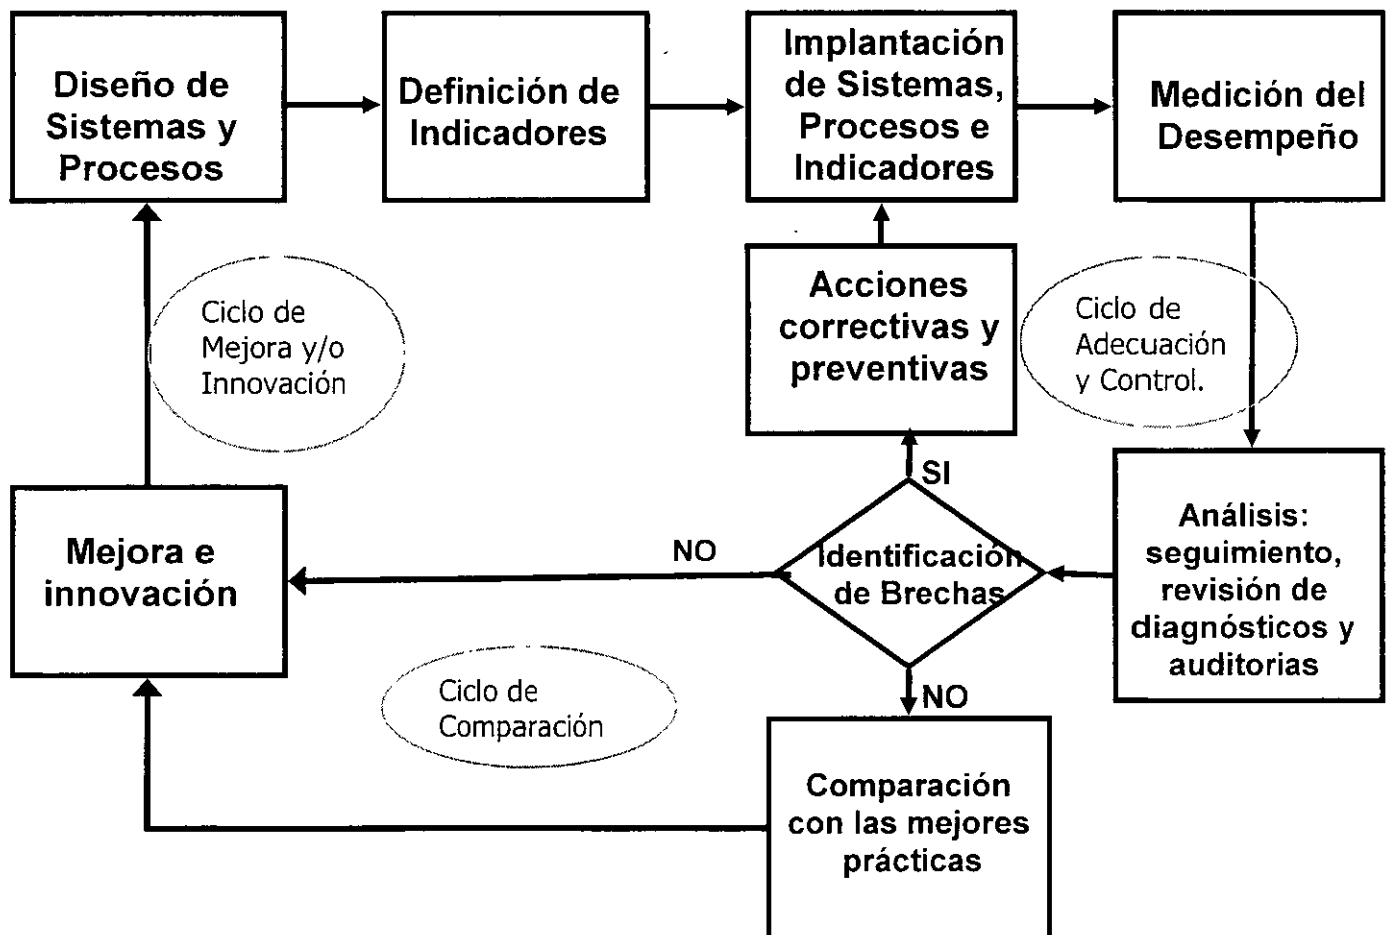 Diseño de
Sistemas y
Procesos
Definición de
Indicadores
Implantación
de Sistemas,
Procesos e
Indicadores
Medición del
Desempeño
Ciclo de
Mejora y/o
Innovación
Acciones
correctivas y
preventivas
Ciclo de
Adecuación
y Control.
SI
Mejora e
innovación
NO
Identificación
de Brechas
Análisis:
seguimiento,
revisión de
diagnósticos y
auditorias
Ciclo de
Comparación
NO
Comparación
con las mejores
prácticas